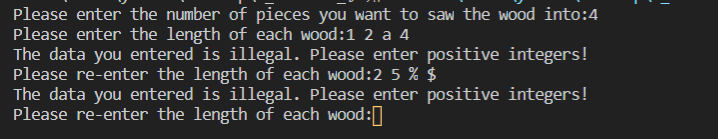 Please enter the number of pieces you want to saw the wood into:4
Please enter the length of each wood:1 2 a 4
The data you entered is illegal. Please enter positive integers!
Please re-enter the length of each wood:2 5 % $
The data you entered is illegal. Please enter positive integers!
Please re-enter the length of each wood: